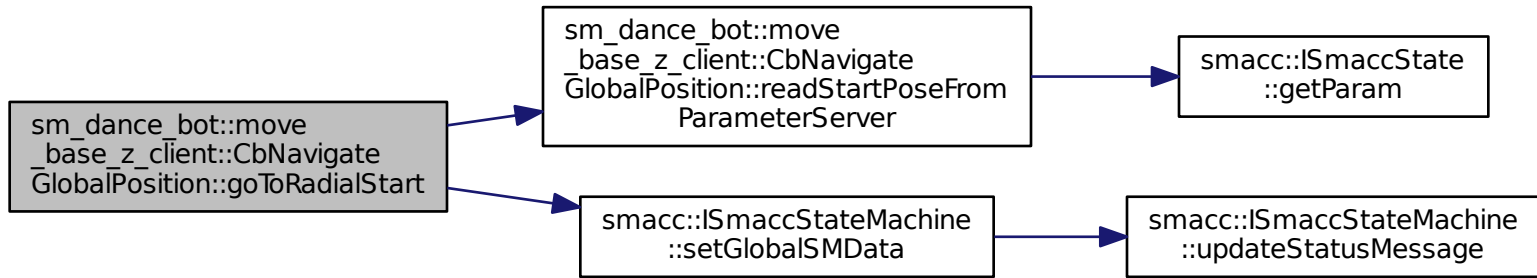 sm_dance_bot::move
_base_z_client::CbNavigate
GlobalPosition::goToRadialStart
sm_dance_bot::move
_base_z_client::CbNavigate
GlobalPosition::readStartPoseFrom
ParameterServer
smacc::ISmaccState
::getParam
smacc::ISmaccStateMachine
::setGlobalSMData
smacc::ISmaccStateMachine
::updateStatusMessage